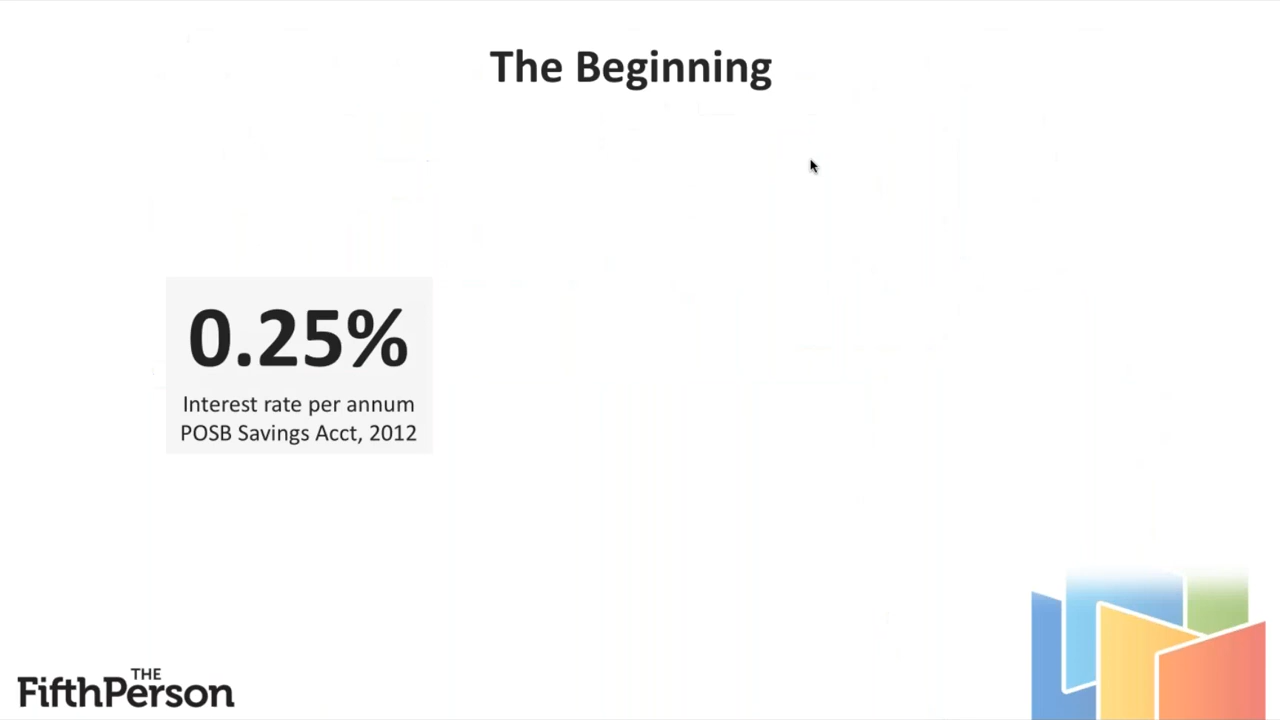 The Beginning
0.25%
Interest rate per annum
POSB Savings Acct, 2012
THE
FifthPerson